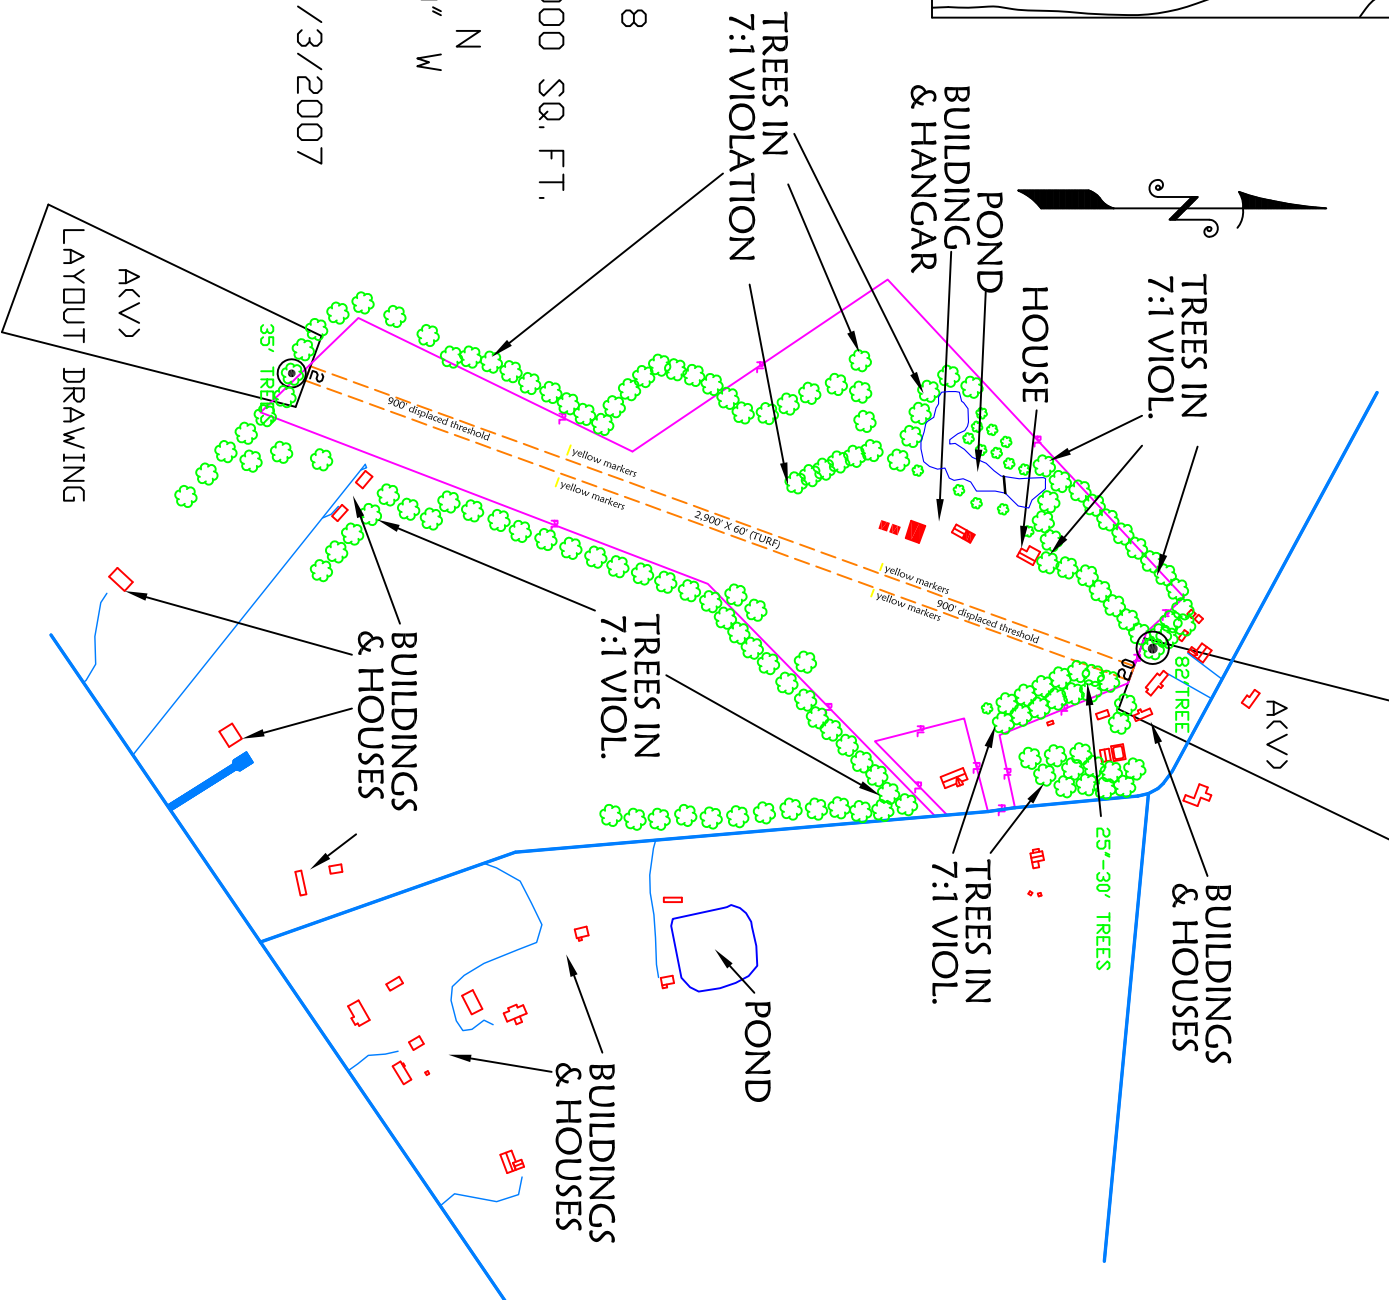 8
000 SQ. FT.
N
" W
/3/2007
TREES IN
7:1 VIOLATION
BUILDING
& HANGAR
POND
HOUSE
TREES IN
7:1 VIOL.
A(V)
LAYOUT DRAWING
35' TREES
2
900' displaced threshold
yellow markers
yellow markers
2,900' X 60' (TURF)
yellow markers
yellow markers
900' displaced threshold
20
82' TREE
A(V)
TREES IN
7:1 VIOL.
BUILDINGS
& HOUSES
25'-30' TREES
TREES IN
7:1 VIOL.
BUILDINGS
& HOUSES
POND
BUILDINGS
& HOUSES